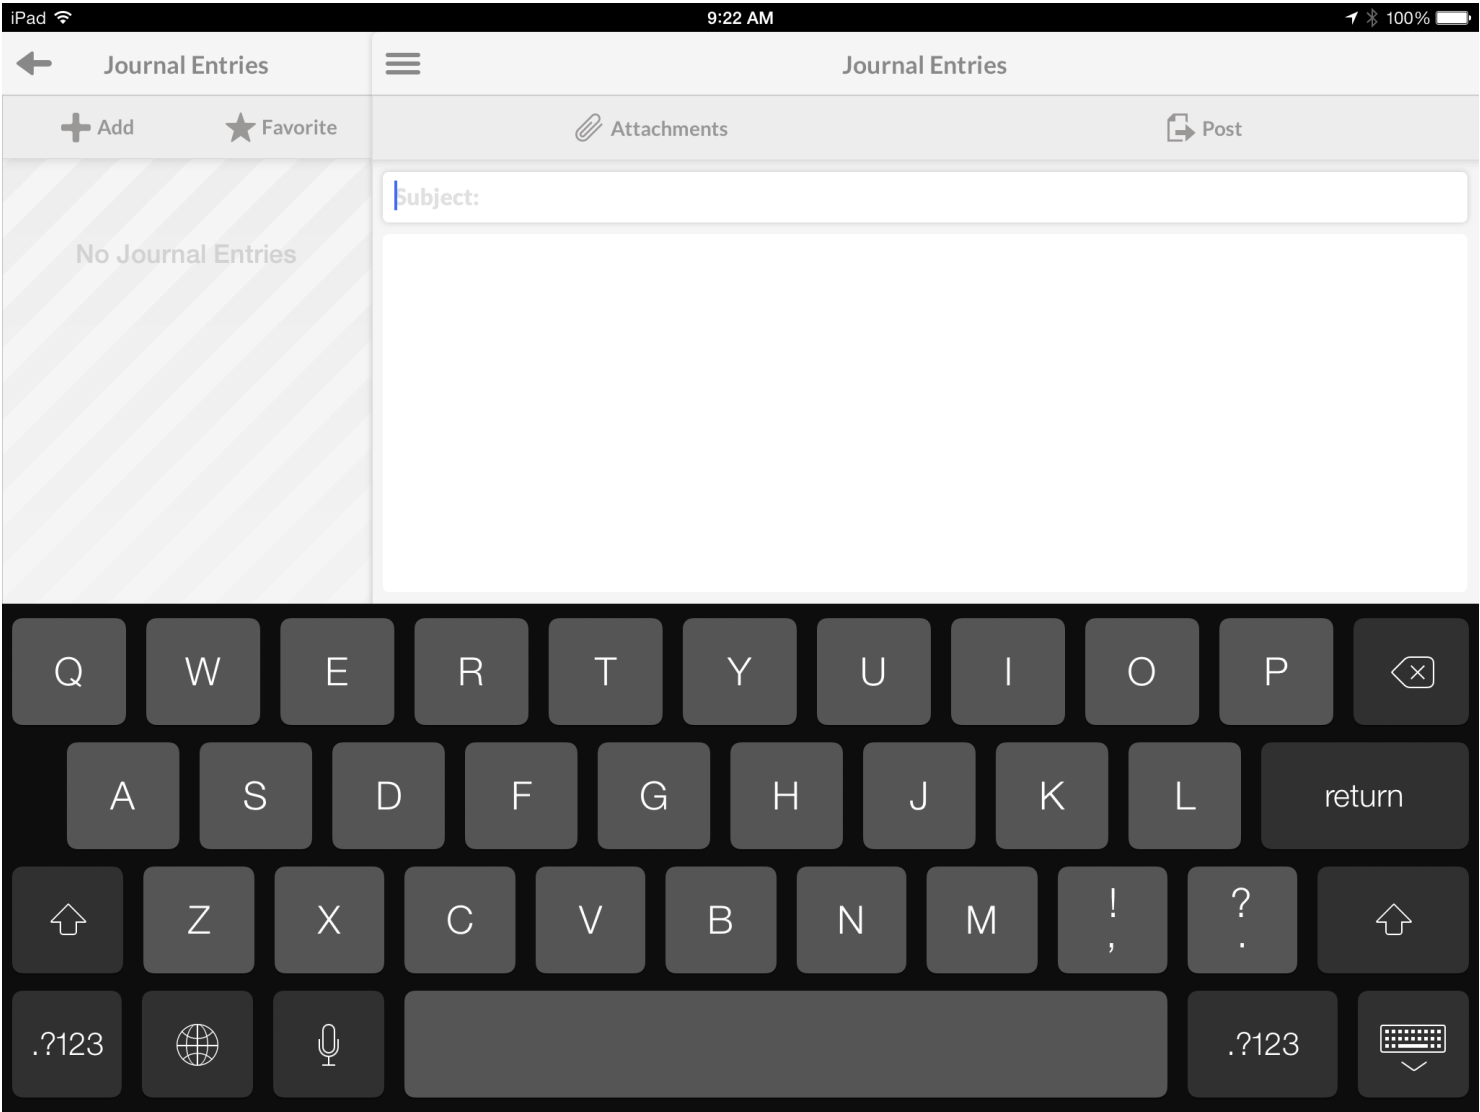 iPad 9:22 AM 100%
Journal Entries Journal Entries
Add Favorite Attachments Post
Subject:
No Journal Entries
Q W E R T Y U I O P
A S D F G H J K L return
Z X C V B N M ! , ? .
.?123 .?123